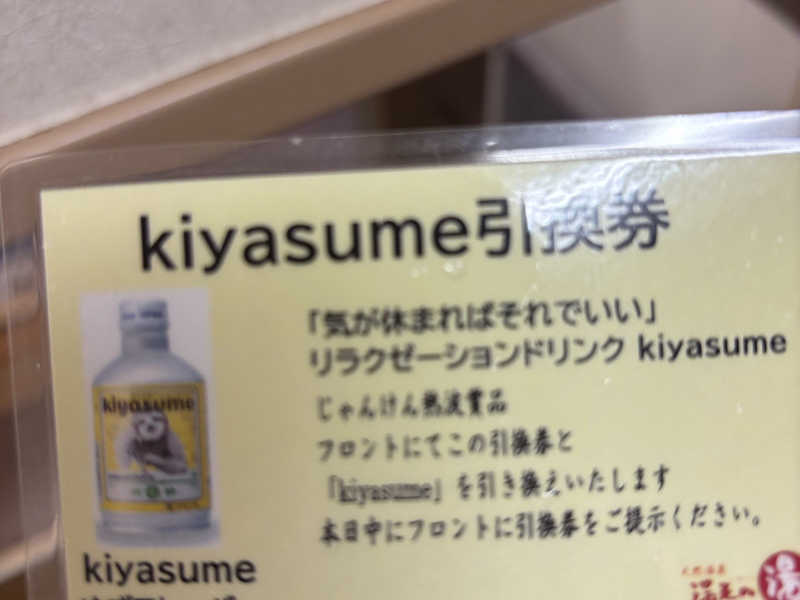 kiyasume引換券
「気が休まればそれでいい」
リラクゼーションドリンク kiyasume
じゃんけん熱波賞品
フロントにてこの引換券と
「kiyasume」を引き換えいたします
本日中にフロントに引換券をご提示ください。
kiyasume
kiyasume
湯